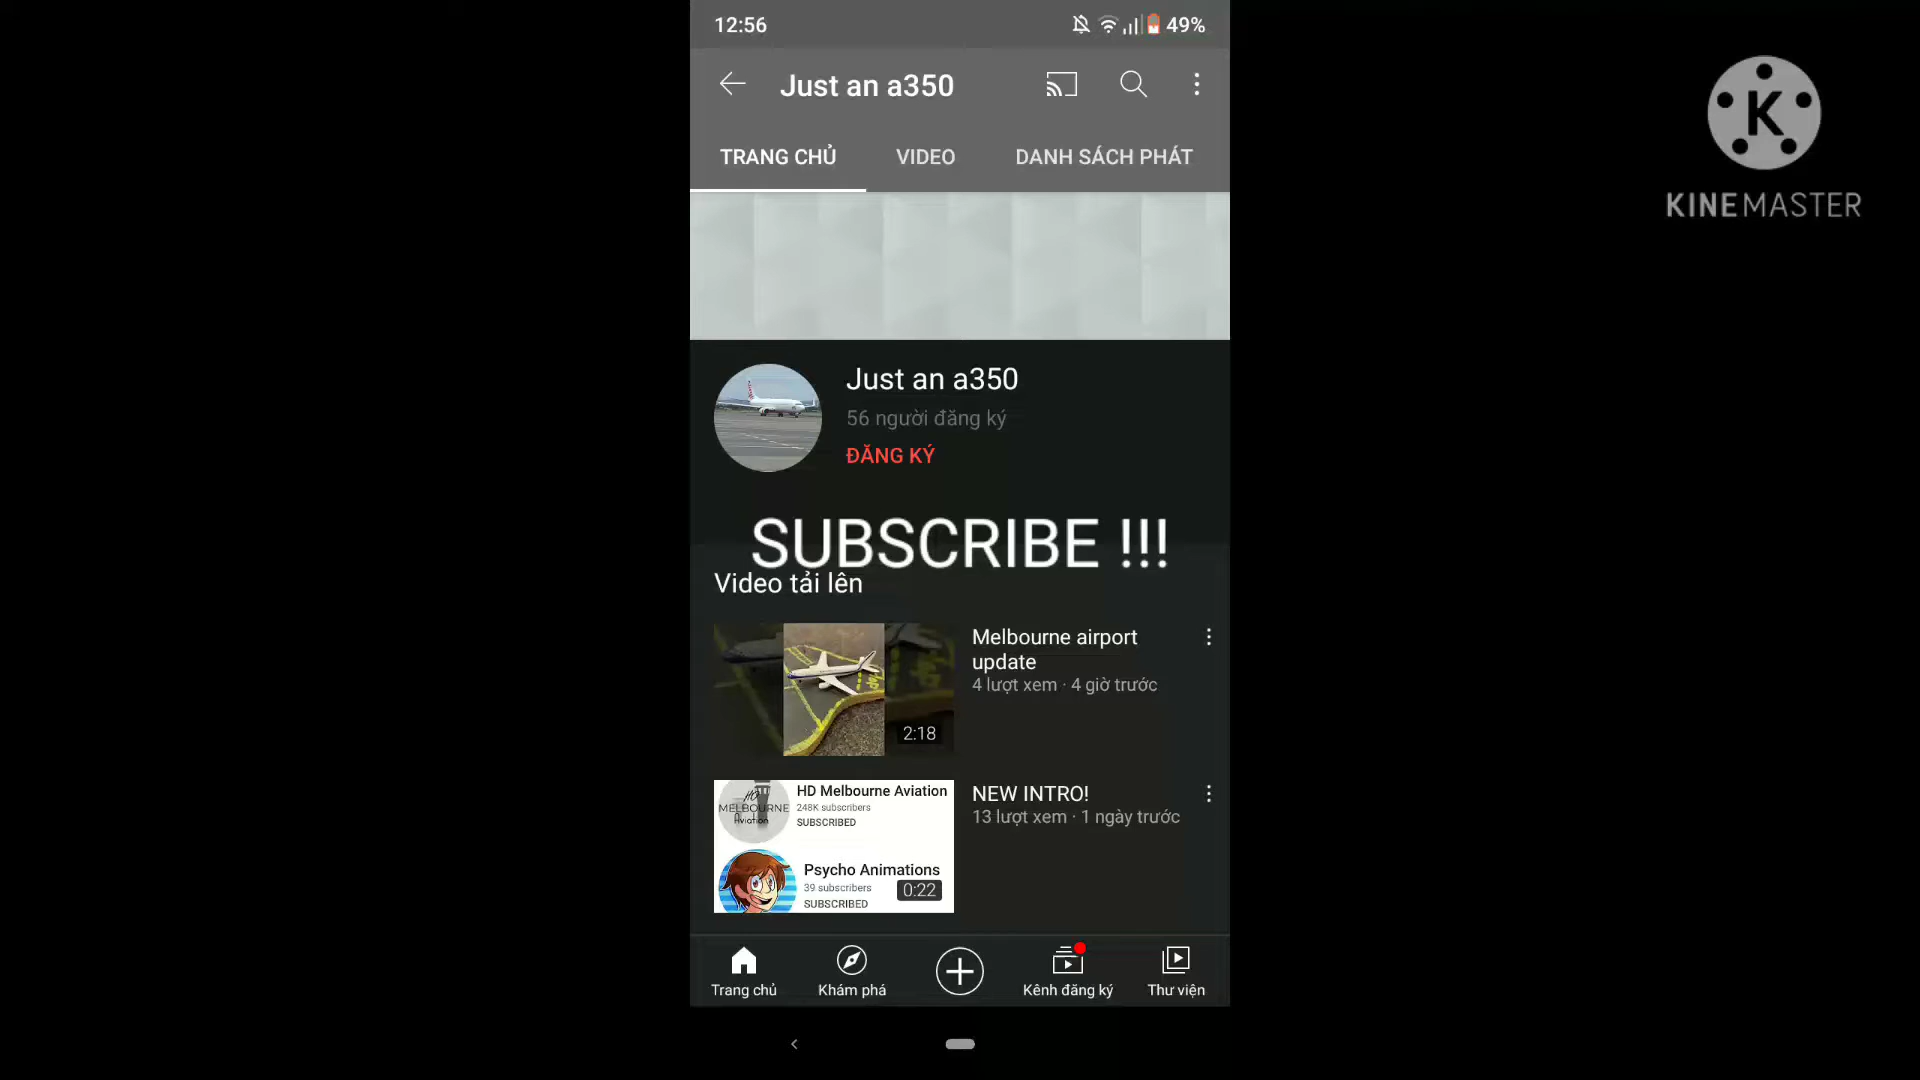 12:56
49%
Just an a350
TRANG CHỦ
VIDEO
DANH SÁCH PHÁT
K
KINEMASTER
Just an a350
56 người đăng ký
ĐĂNG KÝ
SUBSCRIBE !!!
Video tải lên
Melbourne airport
update
4 lượt xem · 4 giờ trước
2:18
HD
MELBOURNE
Aviation
HD Melbourne Aviation
248K subscribers
SUBSCRIBED
Psycho Animations
39 subscribers
SUBSCRIBED
0:22
NEW INTRO!
13 lượt xem · 1 ngày trước
Trang chủ
Khám phá
Kênh đăng ký
Thư viện